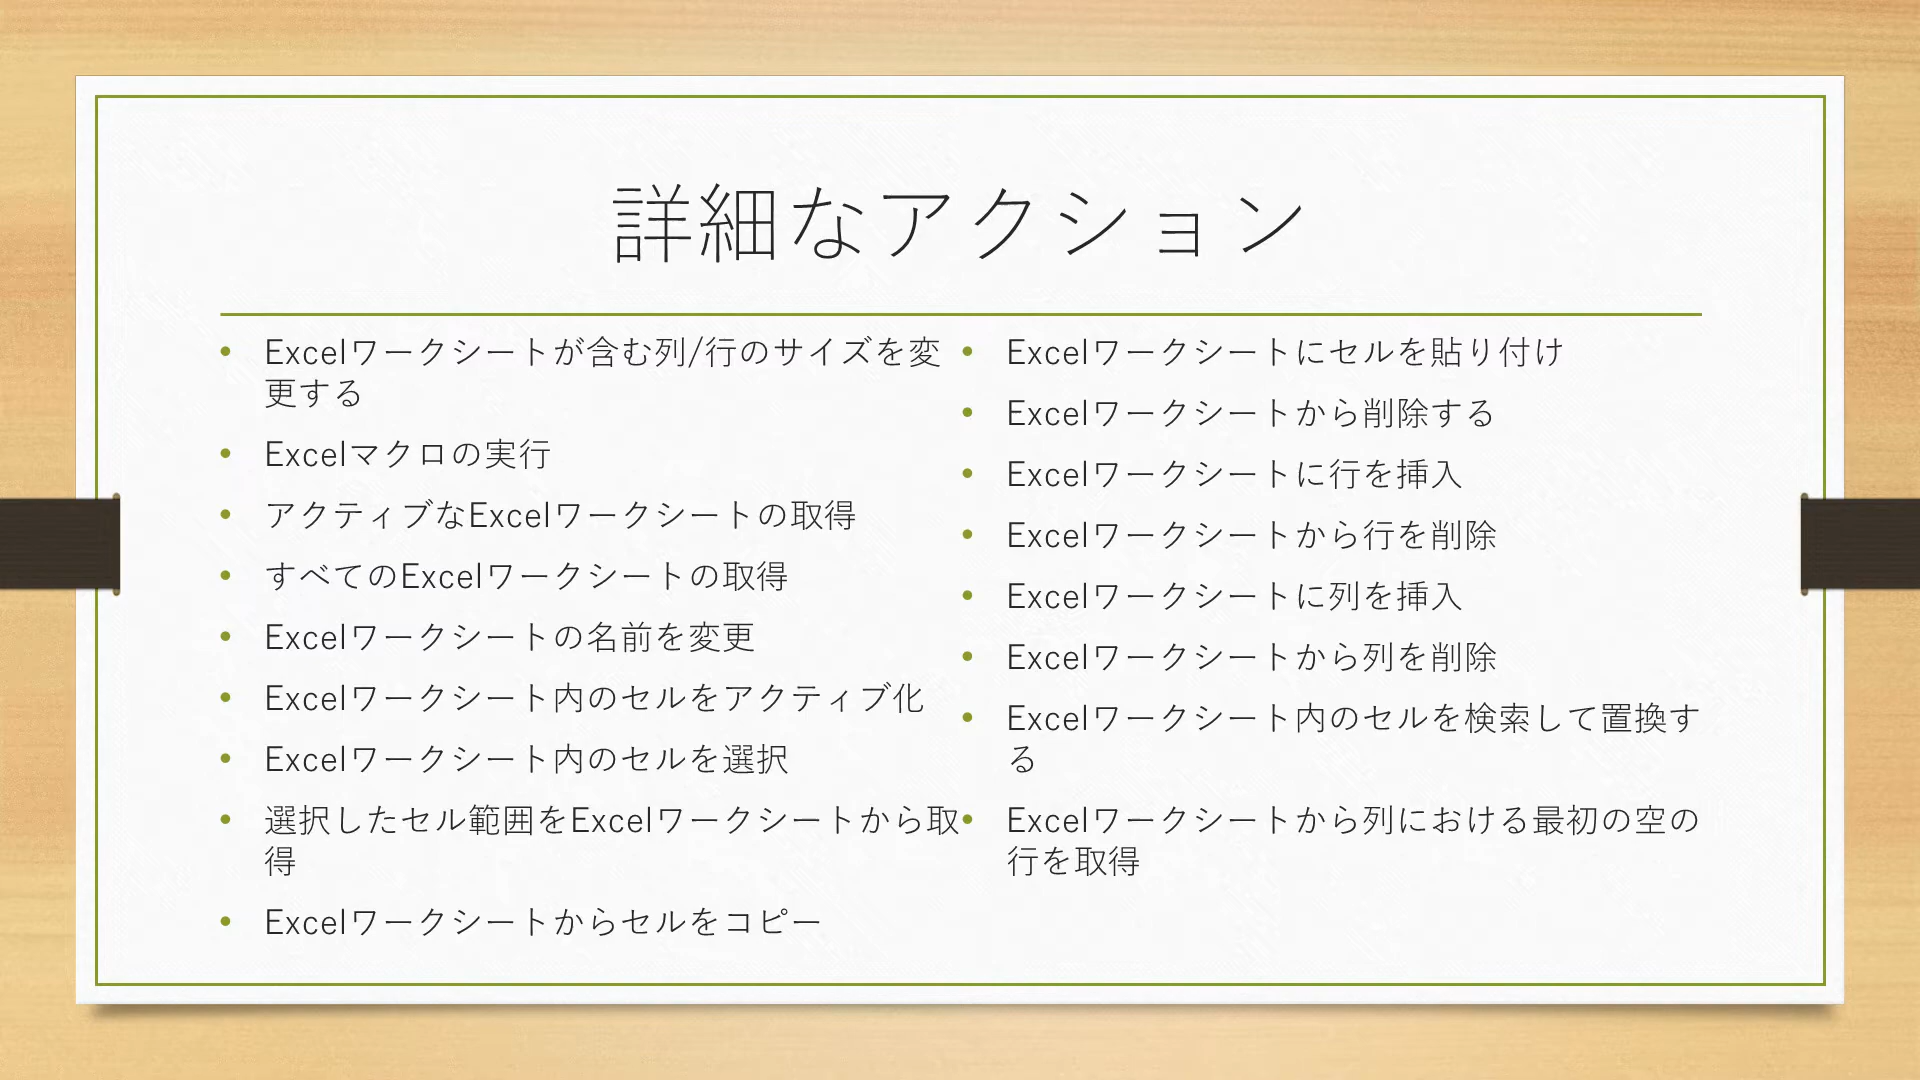 詳細なアクション
• Excelワークシートが含む列/行のサイズを変
更する
• Excelマクロの実行
• アクティブなExcelワークシートの取得
• すべてのExcelワークシートの取得
• Excelワークシートの名前を変更
• Excelワークシート内のセルをアクティブ化
• Excelワークシート内のセルを選択
• 選択したセル範囲をExcelワークシートから取
得
• Excelワークシートからセルをコピー
• Excelワークシートにセルを貼り付け
• Excelワークシートから削除する
• Excelワークシートに行を挿入
• Excelワークシートから行を削除
• Excelワークシートに列を挿入
• Excelワークシートから列を削除
• Excelワークシート内のセルを検索して置換す
る
• Excelワークシートから列における最初の空の
行を取得